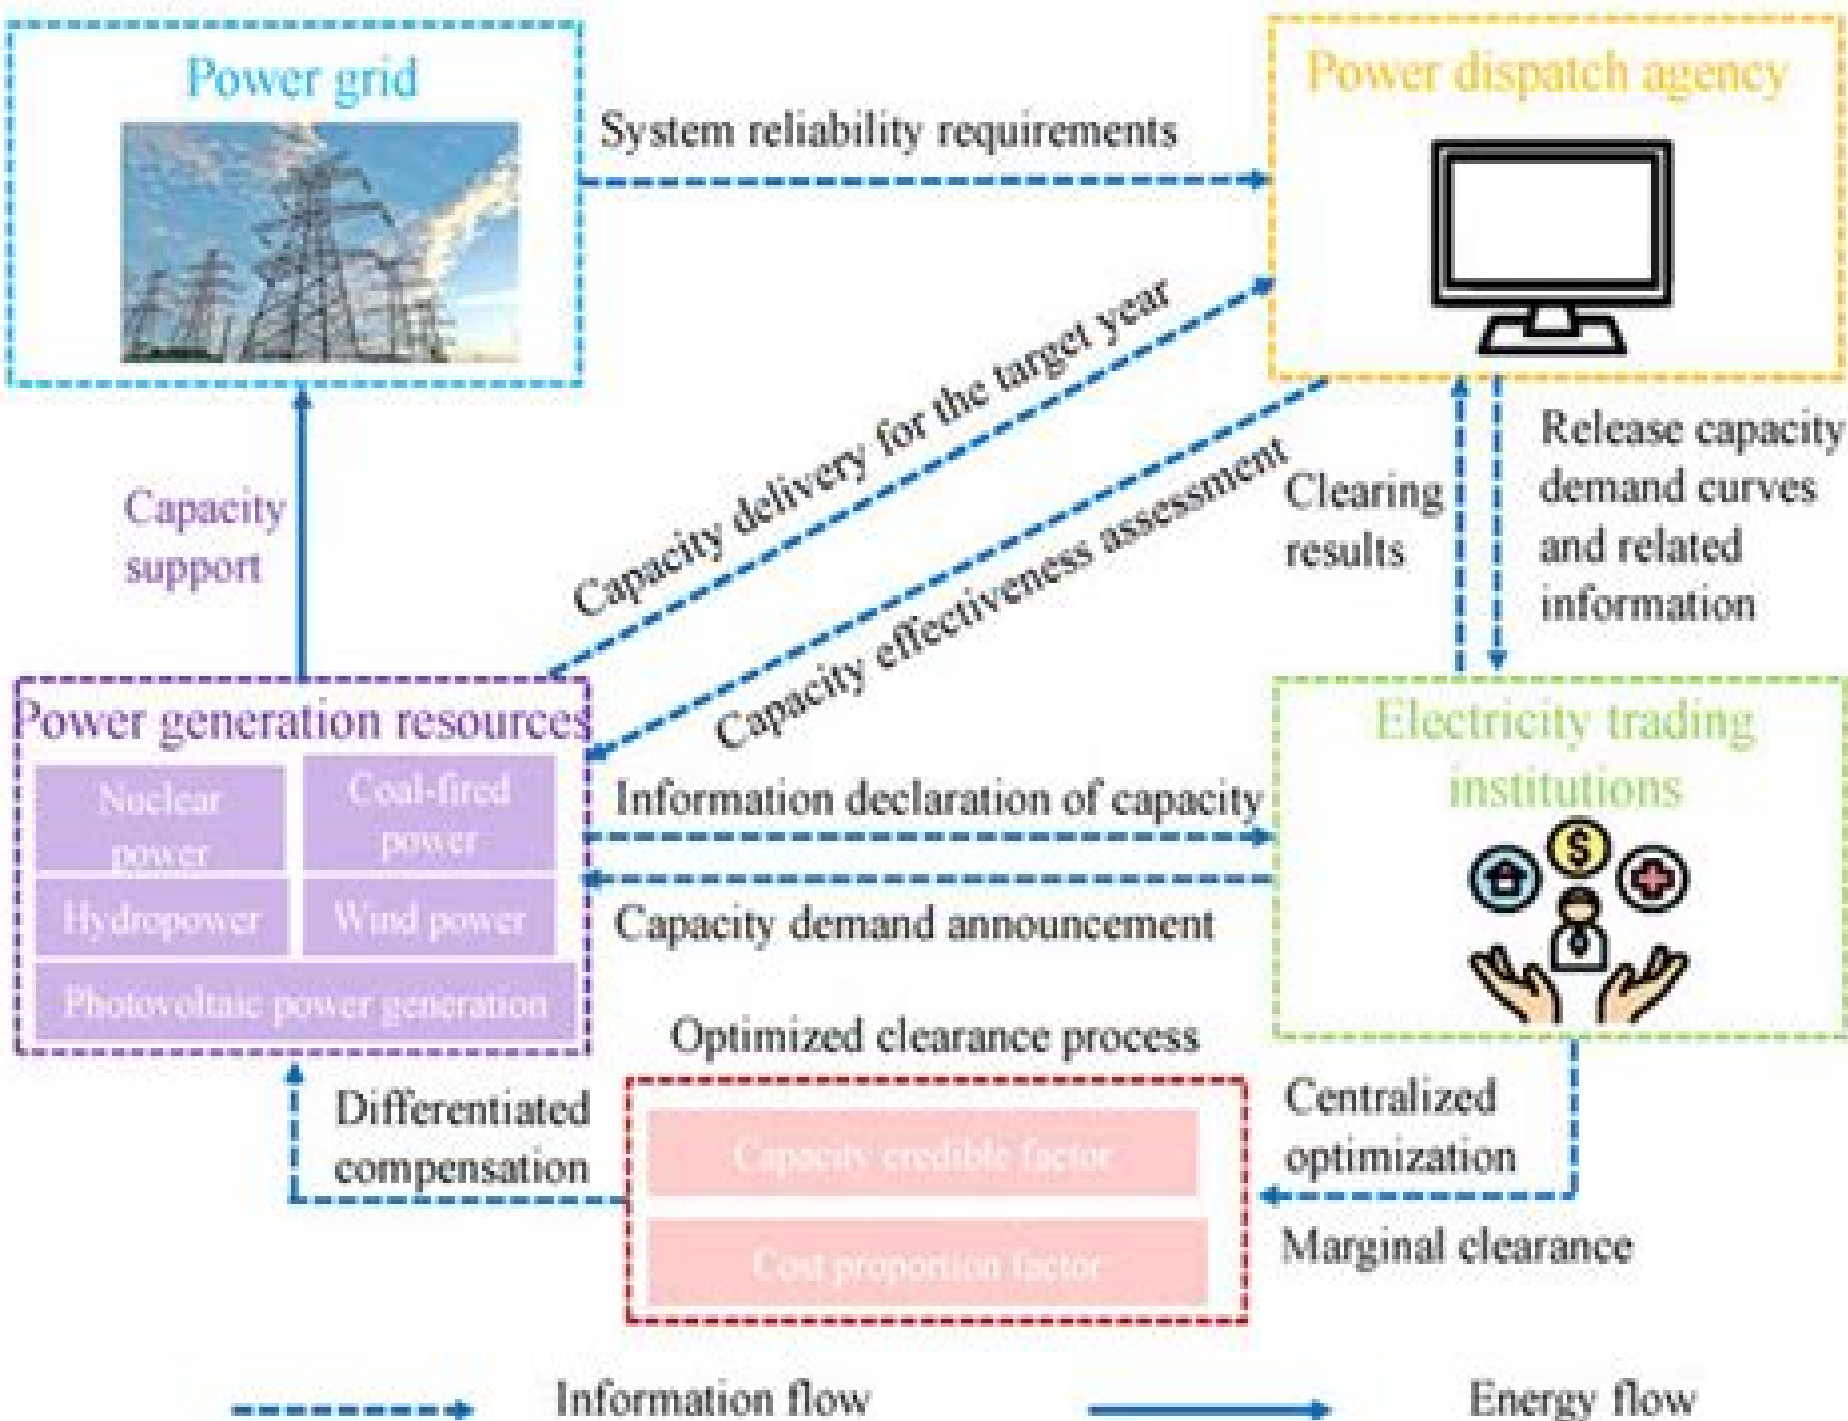 Power grid
Power dispatch agency
System reliability requirements
Capacity delivery for the target year
Capacity effectiveness assessment
Capacity
support
Clearing
results
Release capacity
demand curves
and related
information
Power generation resources
Nuclear
power
Coal-fired
power
Hydropower
Wind power
Photovoltaic power generation
Information declaration of capacity
Capacity demand announcement
Electricity trading
institutions
$
Optimized clearance process
Capacity credible factor
Cost proportion factor
Differentiated
compensation
Centralized
optimization
Marginal clearance
Information flow
Energy flow